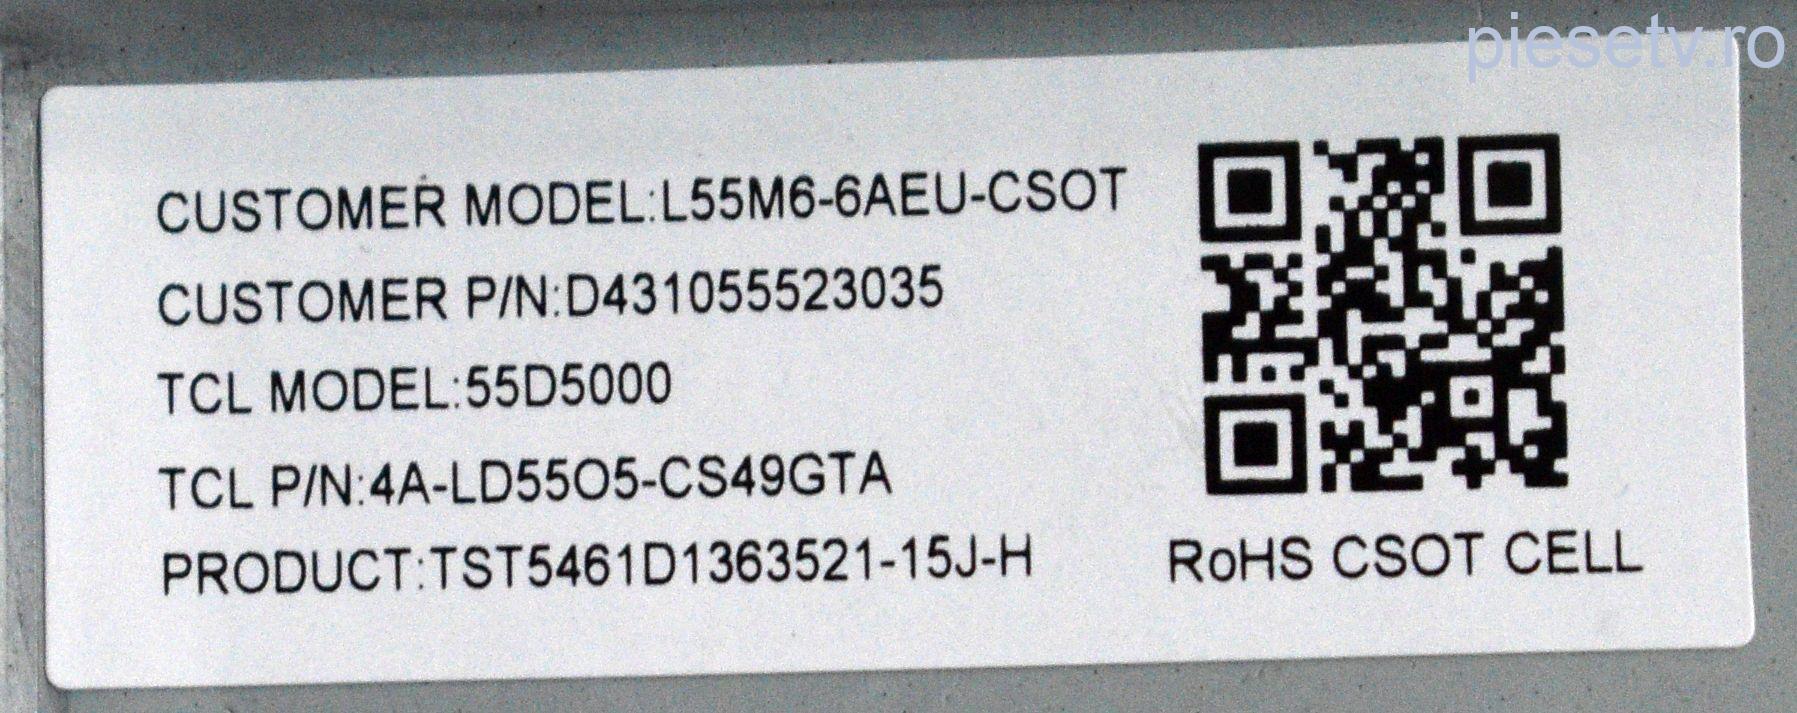 piesetv.ro
CUSTOMER MODEL:L55M6-6AEU-CSOT
CUSTOMER P/N:D431055523035
TCL MODEL:55D5000
TCL P/N:4A-LD55O5-CS49GTA
PRODUCT:TST5461D1363521-15J-H
RoHS CSOT CELL